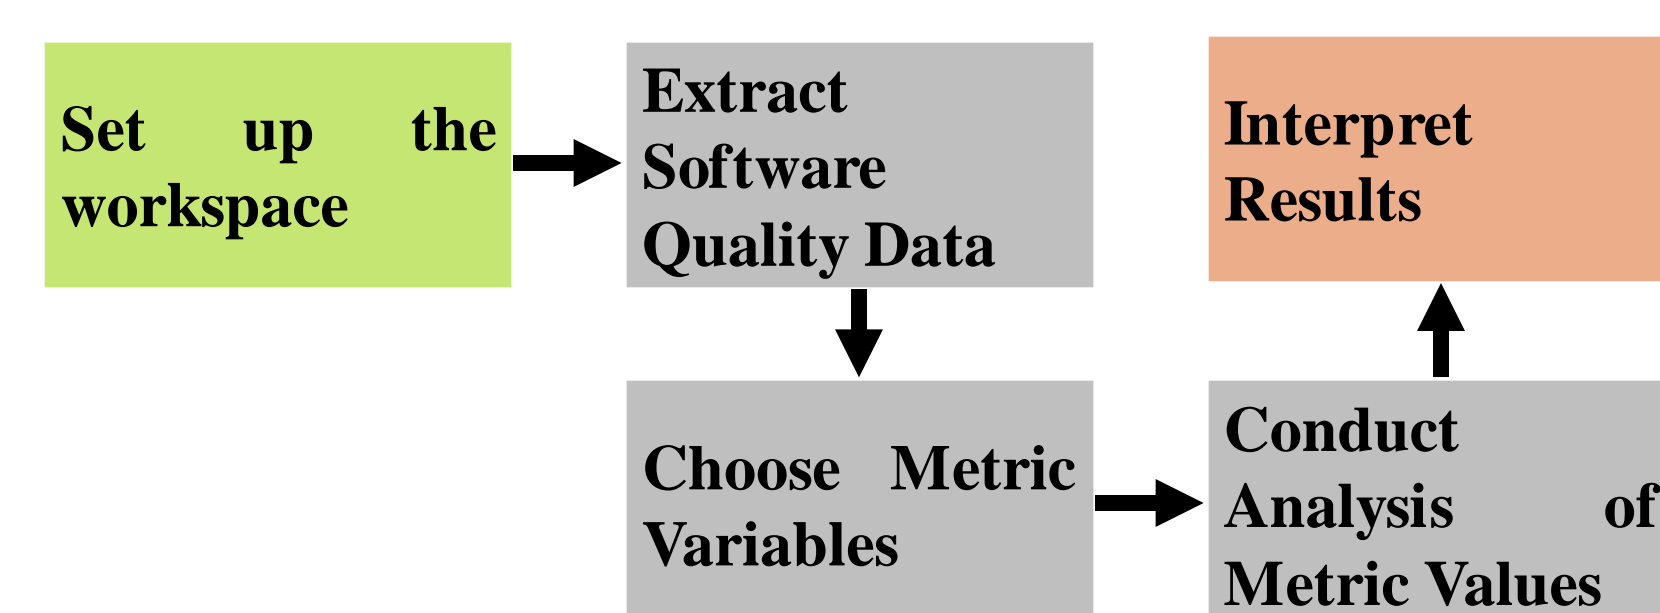 Set up the
workspace
Extract
Software
Quality Data
Choose Metric
Variables
Conduct
Analysis of
Metric Values
Interpret
Results